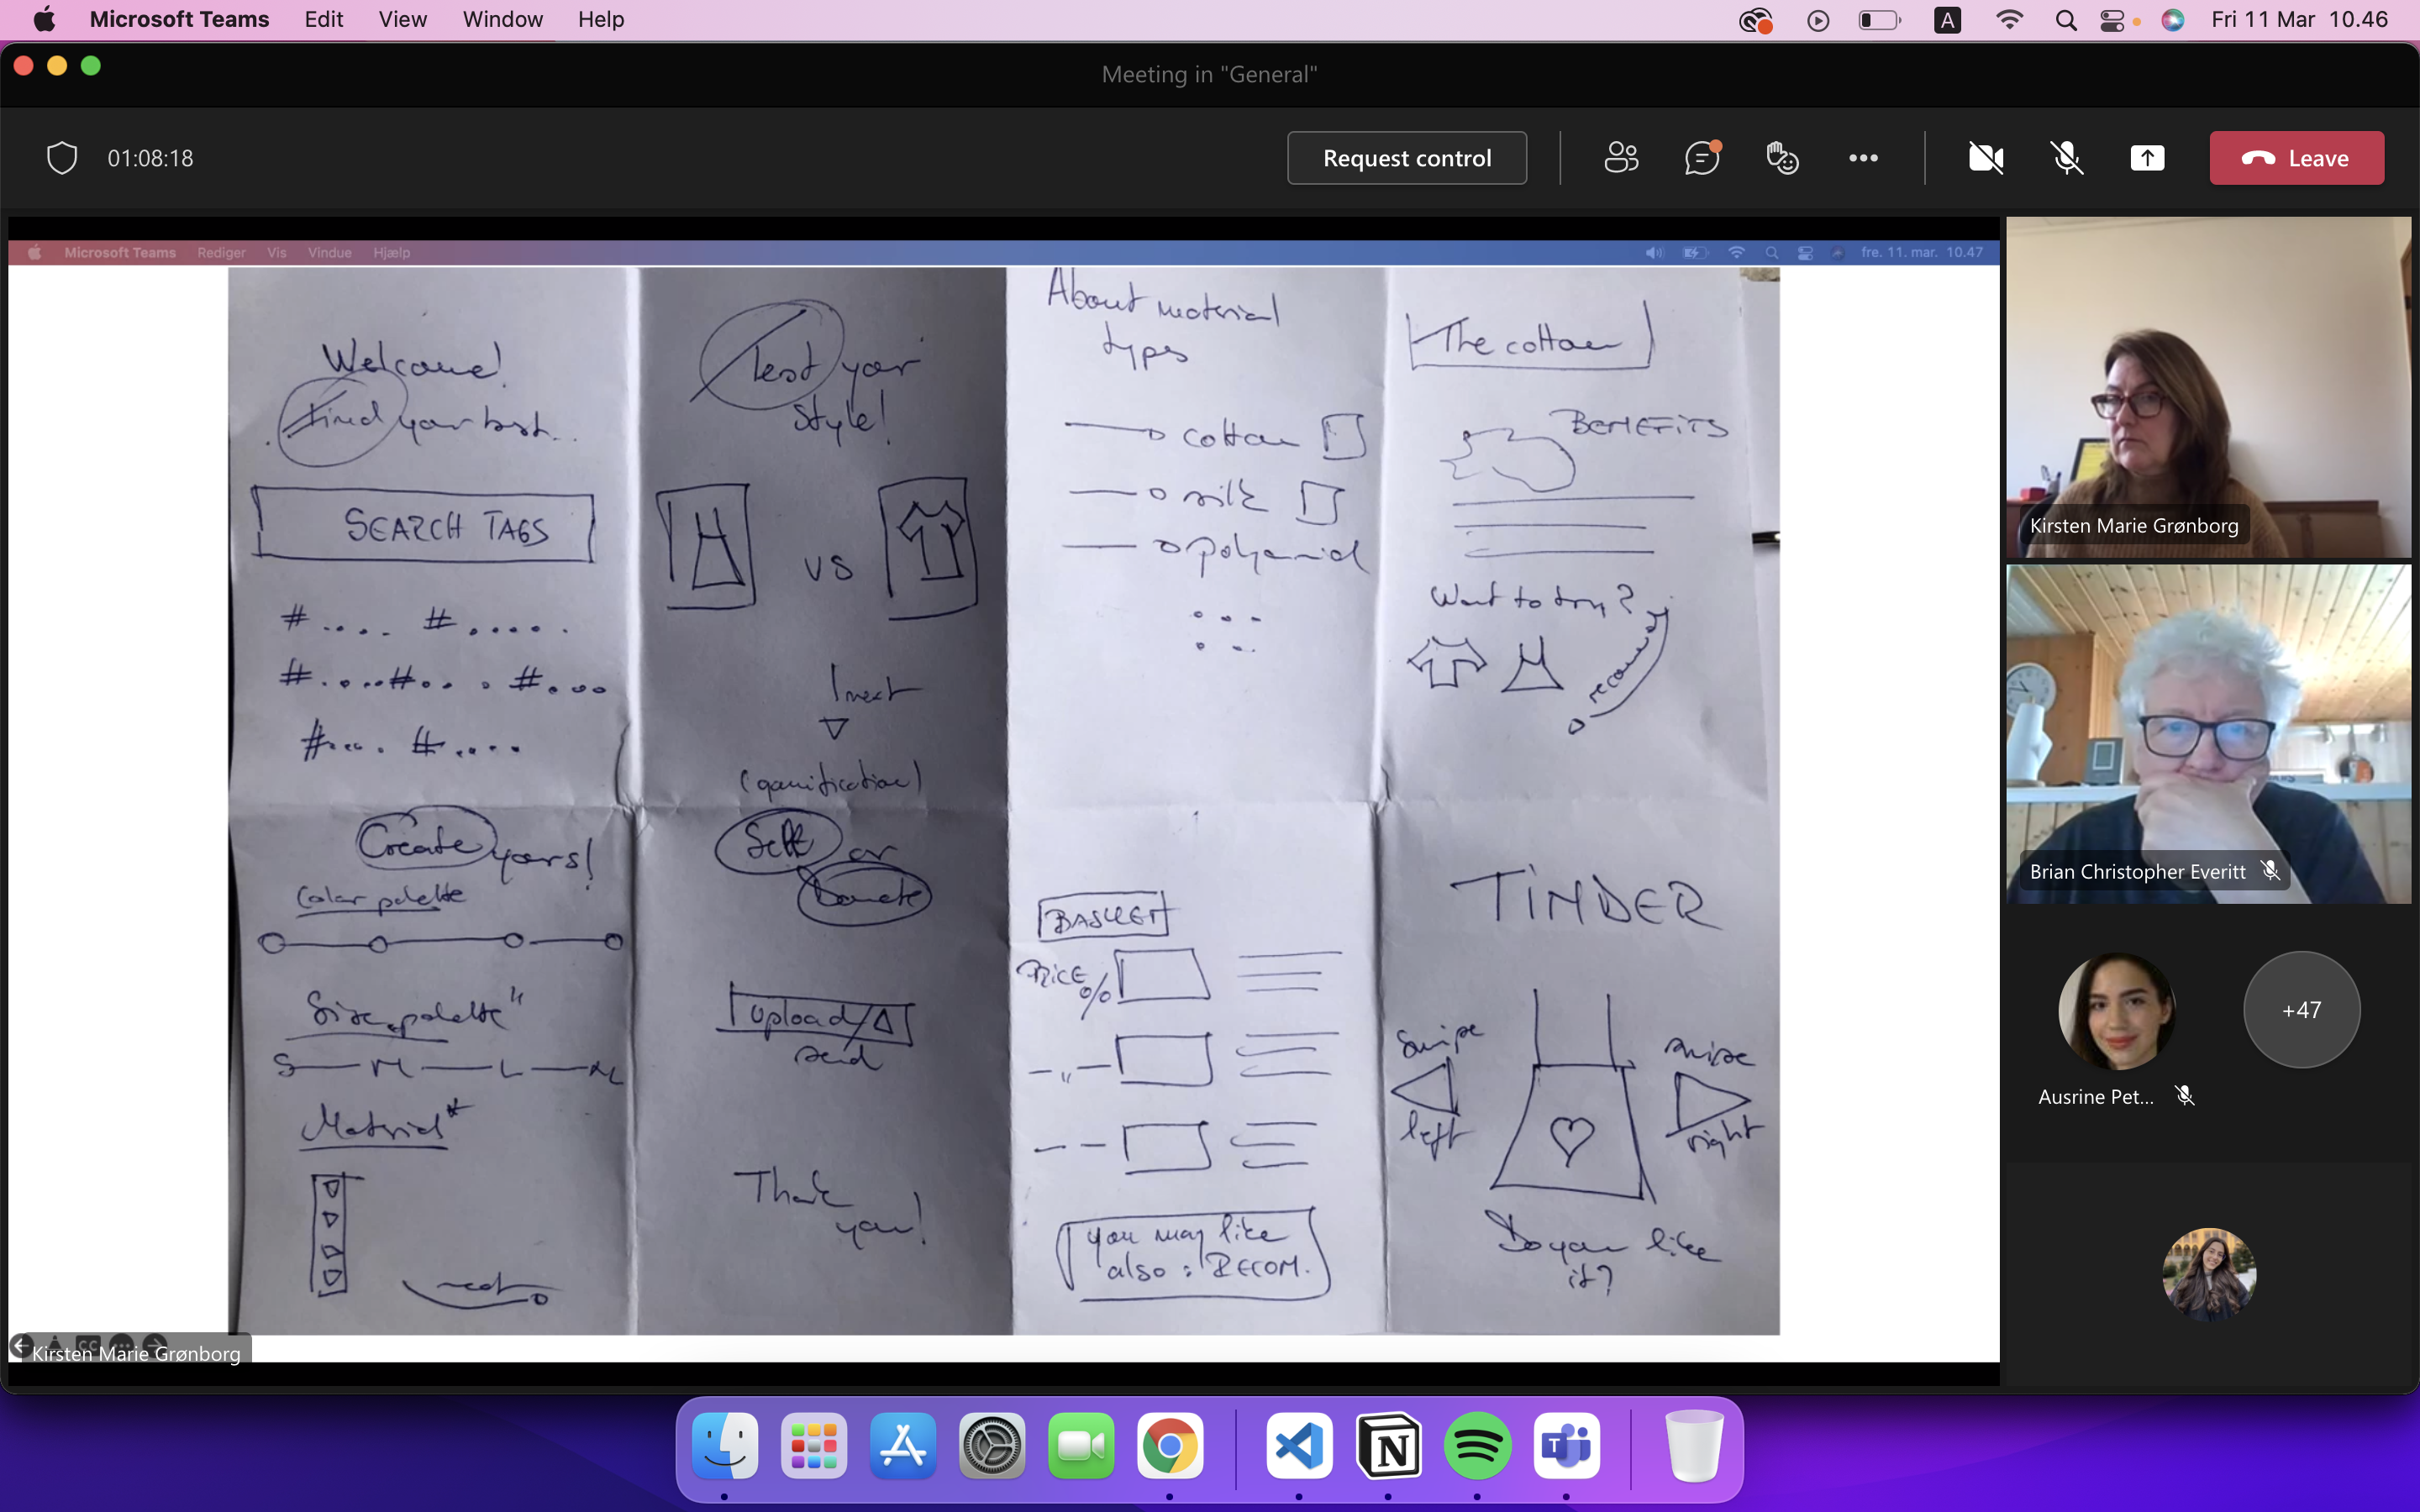 Microsoft Teams Edit View Window Help
A
Fri 11 Mar 10.46
Meeting in "General"
01:08:18
Request control
Leave
Microsoft Teams Rediger Vis Vindue Hjælp
fre. 11. mar. 10.47
Welcome!
Find your best...
SEARCH TAGS
#.... #.....
#....#... . #....
#.... #.....
Test your
style!
VS
next
(gamification)
About material
types
cotton
silk
polyamid
The cotton
BENEFITS
Want to try?
recomend
Create yours!
Color palette
Size palette"
S M L XL
Material*
next
Sell or
Donate
Upload/
send
Thank
you!
BASKET
PRICE
%
— " —
— —
you may like
also : RECOM.
TINDER
Swipe
left
swipe
right
Do you like
it?
Kirsten Marie Grønborg
Kirsten Marie Grønborg
Brian Christopher Everitt
Ausrine Pet...
+47
CC
N
T